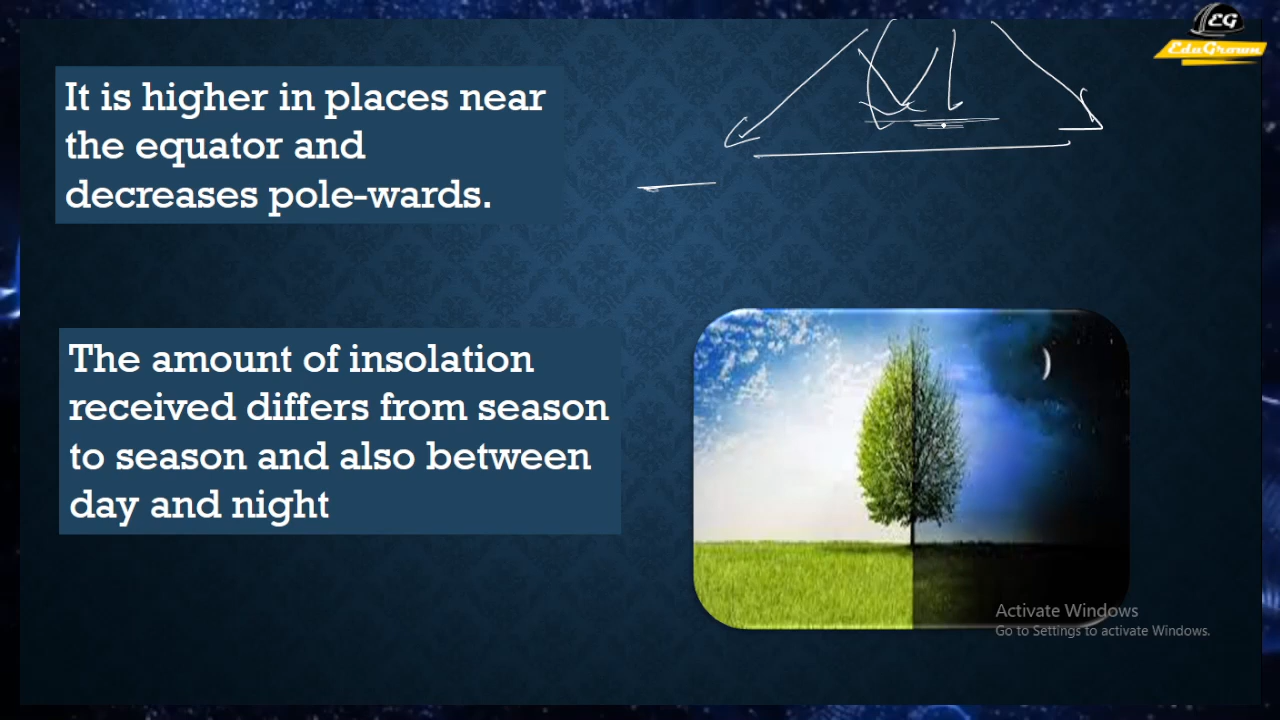 EG
EduGrown
It is higher in places near
the equator and
decreases pole-wards.
The amount of insolation
received differs from season
to season and also between
day and night
Activate Windows
Go to Settings to activate Windows.